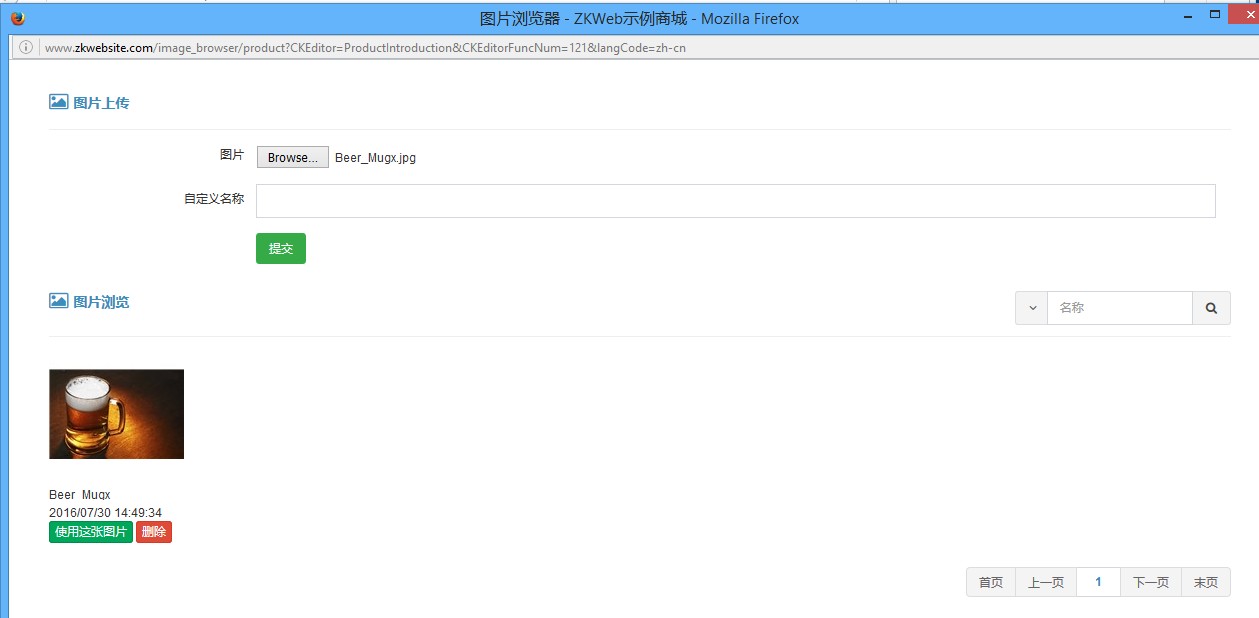 图片浏览器 - ZKWeb示例商城 - Mozilla Firefox
www.zkwebsite.com/image_browser/product?CKEditor=ProductIntroduction&CKEditorFuncNum=121&langCode=zh-cn
图片上传
图片 Browse... Beer_Mugx.jpg
自定义名称
提交
图片浏览 名称
Beer_Mugx
2016/07/30 14:49:34
使用这张图片 删除
首页 上一页 1 下一页 末页